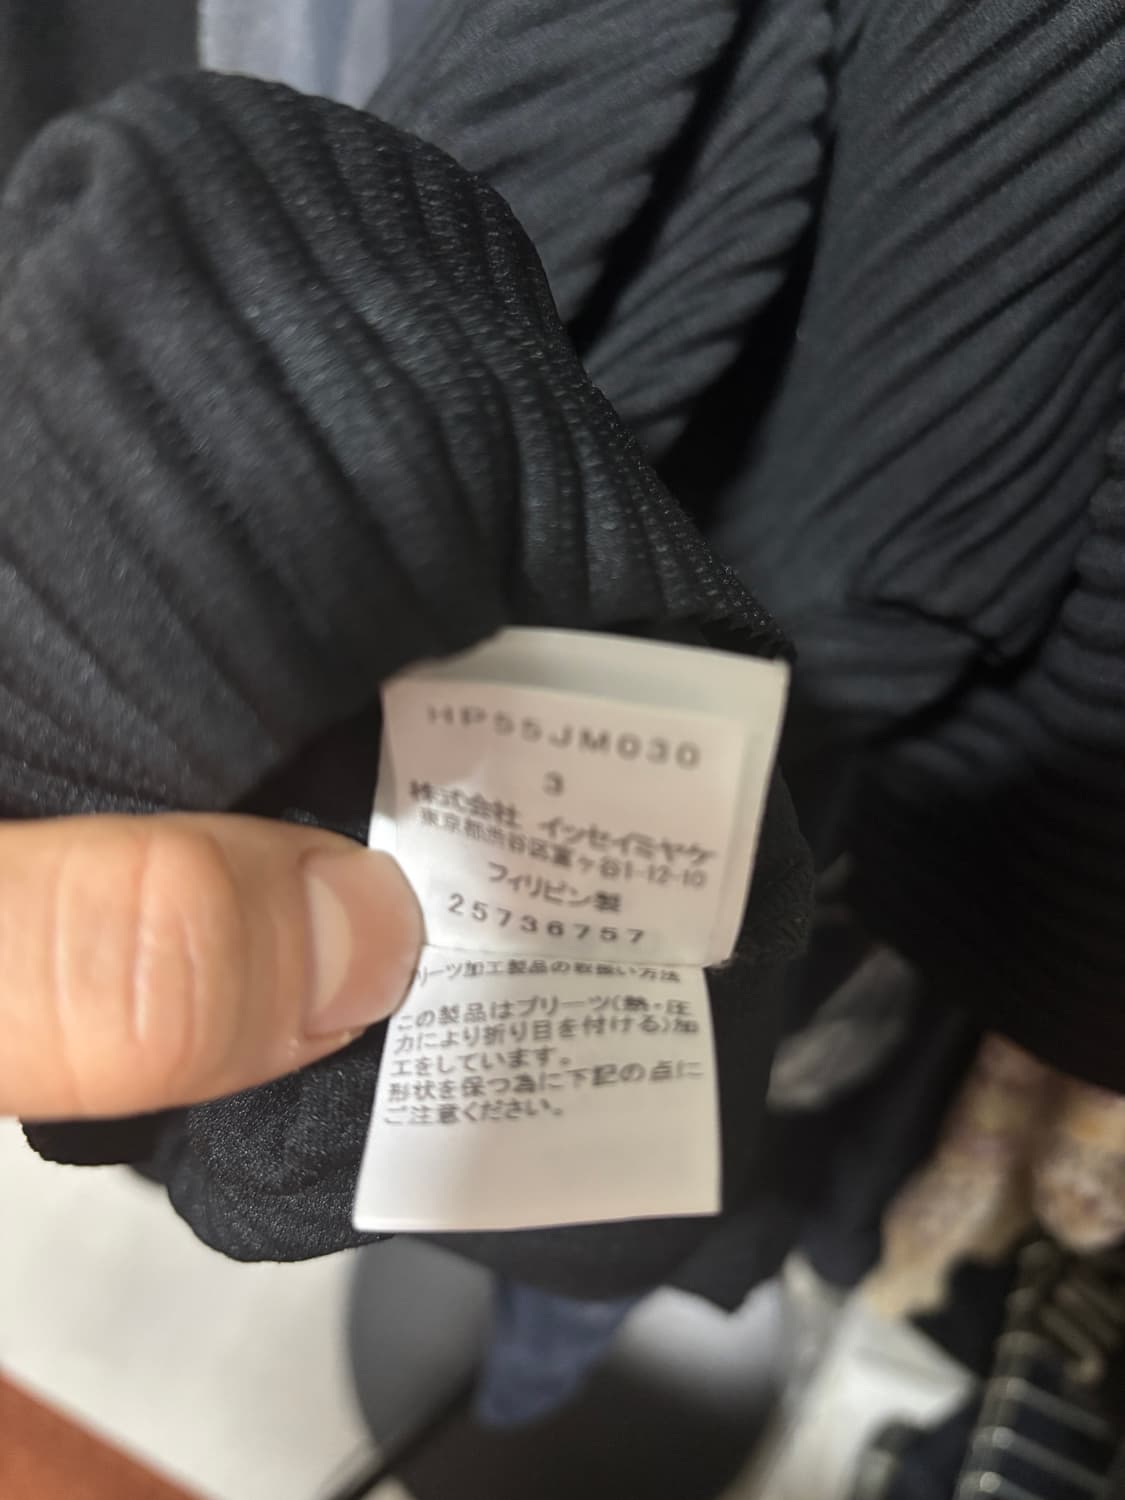 HP55JM030
3
株式会社 イッセイミヤケ
東京都渋谷区富ヶ谷1-12-10
フィリピン製
25736757
リーツ加工製品の取扱い方法
この製品はプリーツ(熱・圧
力により折り目を付ける)加
工をしています。
形状を保つ為に下記の点に
ご注意ください。